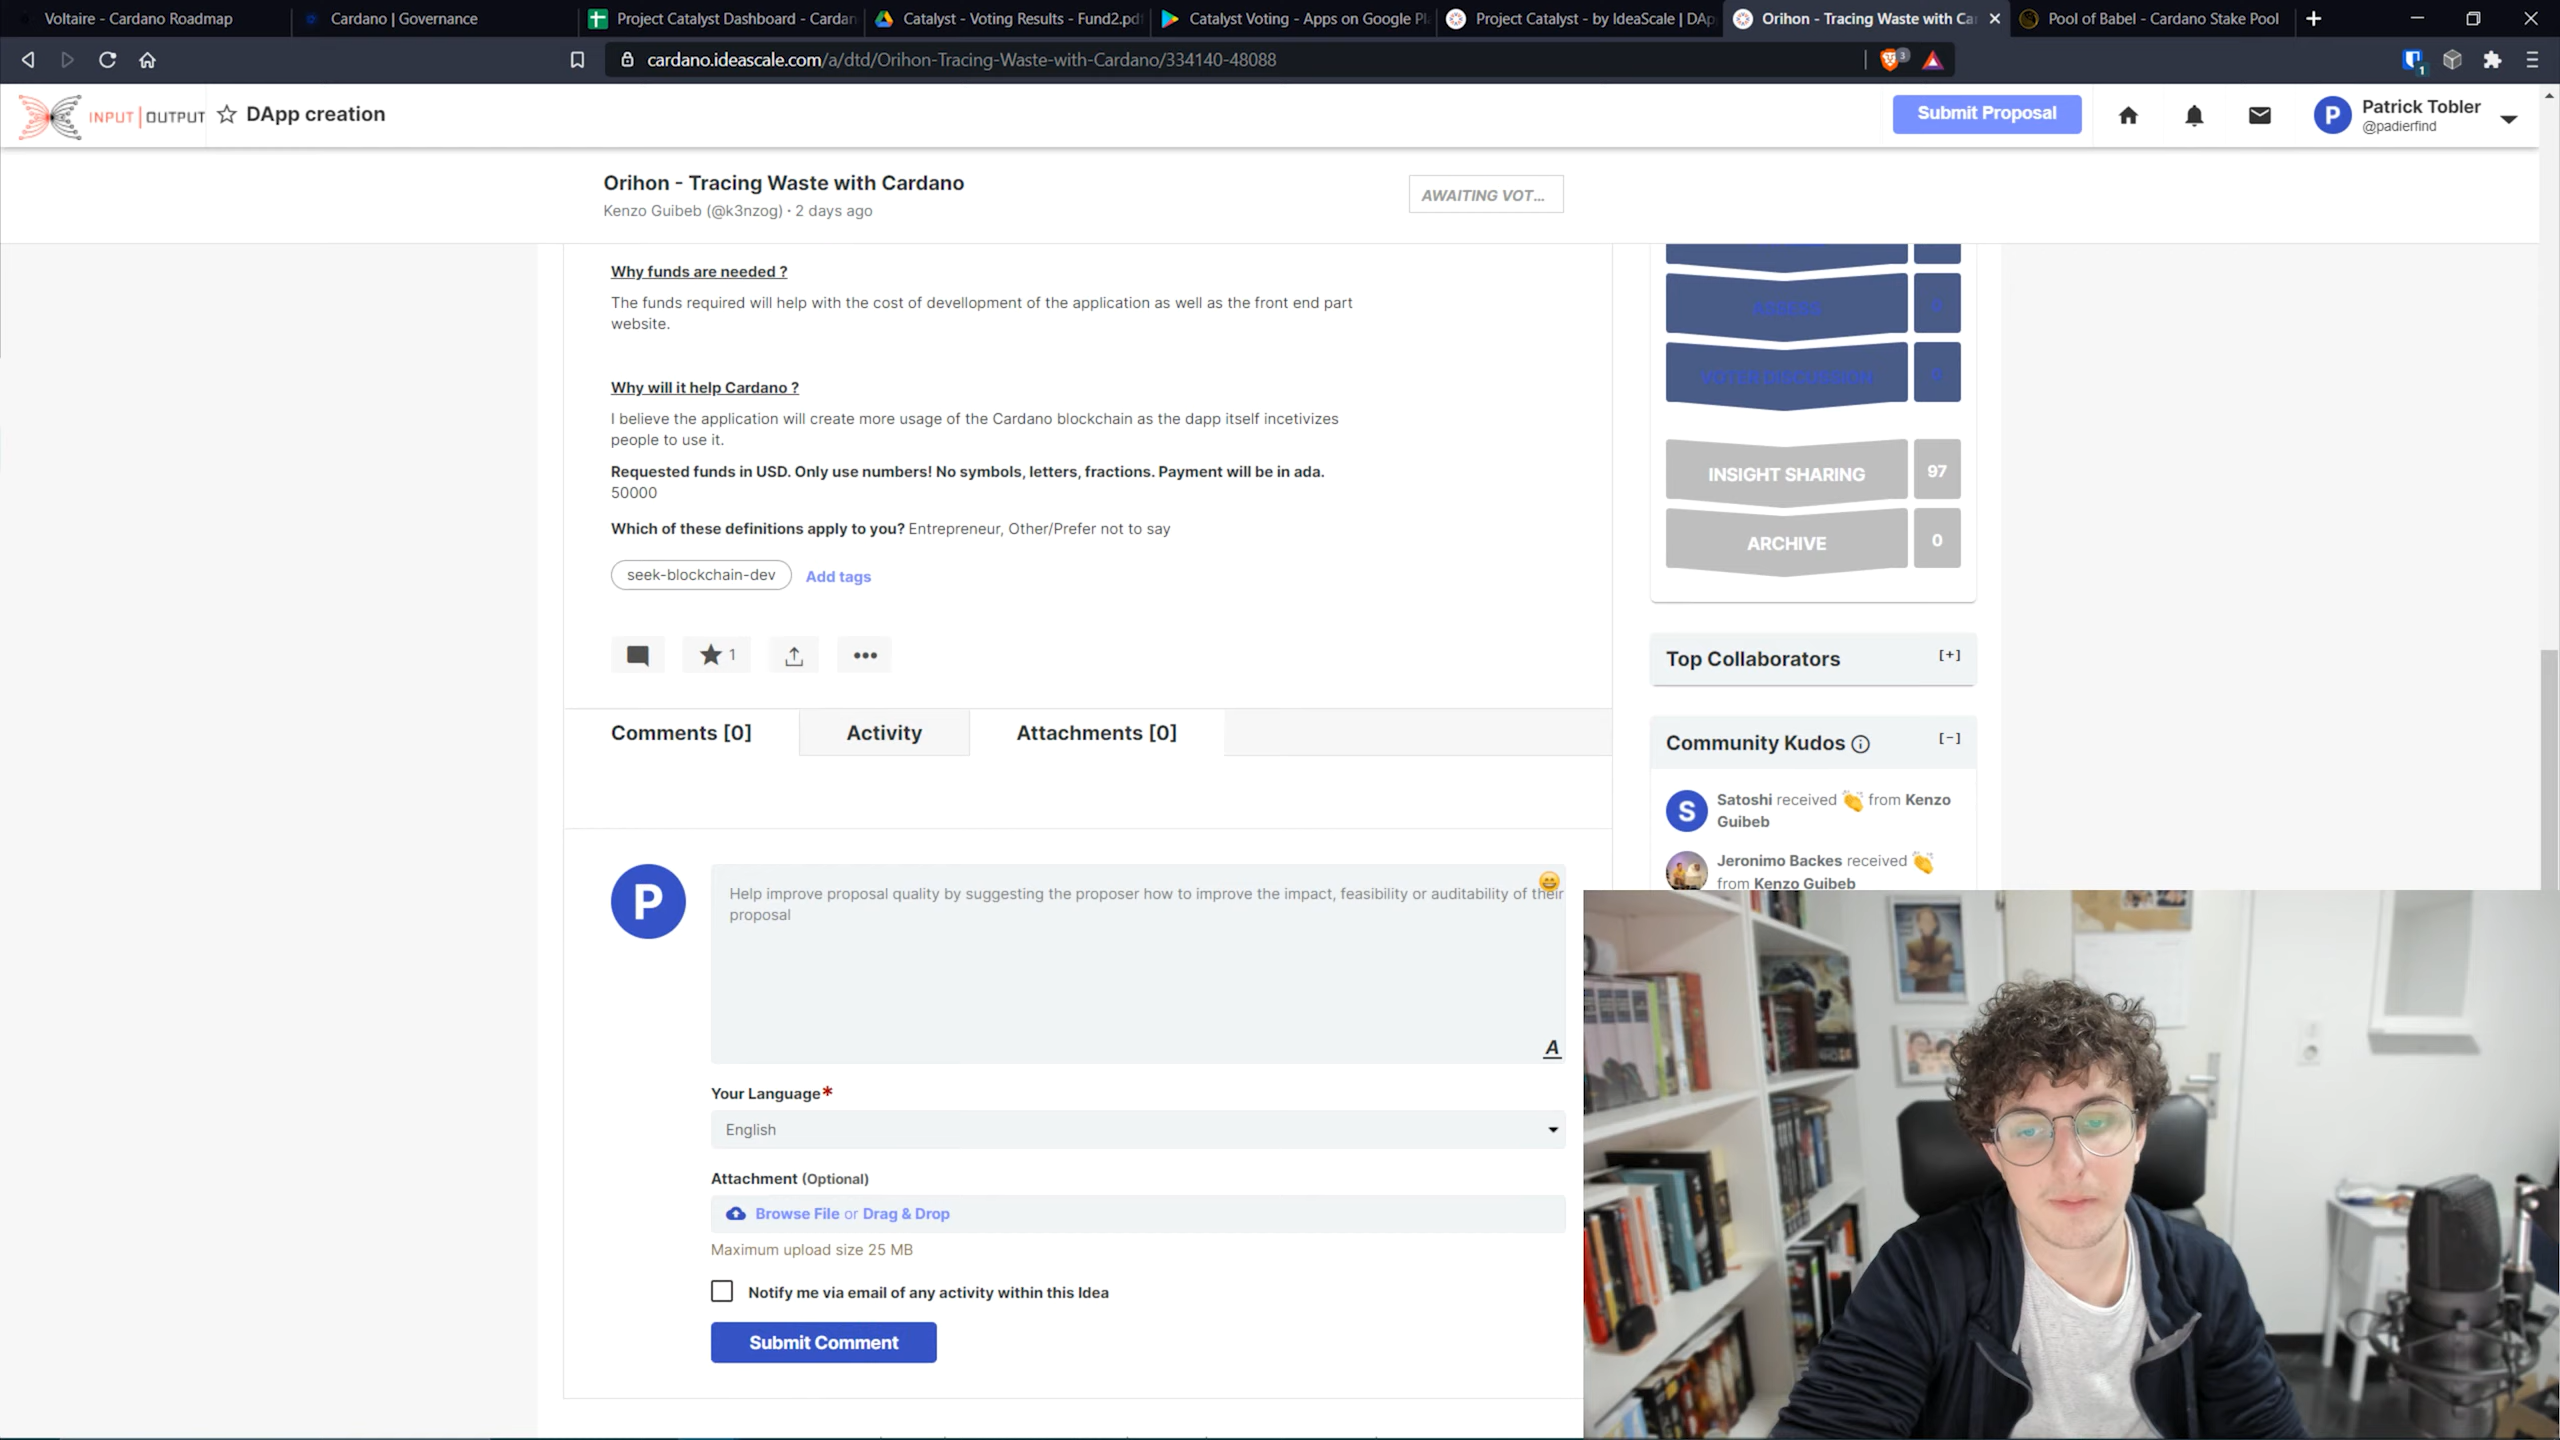 Voltaire - Cardano Roadmap
Cardano | Governance
Project Catalyst Dashboard - Cardan
Catalyst - Voting Results - Fund2.pdf
Catalyst Voting - Apps on Google Pl
Project Catalyst - by IdeaScale | DAp
Orihon - Tracing Waste with Ca
Pool of Babel - Cardano Stake Pool
cardano.ideascale.com/a/dtd/Orihon-Tracing-Waste-with-Cardano/334140-48088
3
1
INPUT | OUTPUT
DApp creation
Submit Proposal
P
Patrick Tobler
@padierfind
Orihon - Tracing Waste with Cardano
Kenzo Guibeb (@k3nzog) • 2 days ago
AWAITING VOT...
Why funds are needed ?
The funds required will help with the cost of devellopment of the application as well as the front end part
website.
Why will it help Cardano ?
I believe the application will create more usage of the Cardano blockchain as the dapp itself incetivizes
people to use it.
Requested funds in USD. Only use numbers! No symbols, letters, fractions. Payment will be in ada.
50000
Which of these definitions apply to you? Entrepreneur, Other/Prefer not to say
seek-blockchain-dev
Add tags
1
Comments [0]
Activity
Attachments [0]
P
Help improve proposal quality by suggesting the proposer how to improve the impact, feasibility or auditability of their
proposal
A
Your Language*
English
Attachment (Optional)
Browse File or Drag & Drop
Maximum upload size 25 MB
Notify me via email of any activity within this Idea
Submit Comment
ASSESS
0
VOTER DISCUSSION
0
INSIGHT SHARING
97
ARCHIVE
0
Top Collaborators
[+]
Community Kudos
[-]
S
Satoshi received 👏 from Kenzo
Guibeb
Jeronimo Backes received 👏
from Kenzo Guibeb